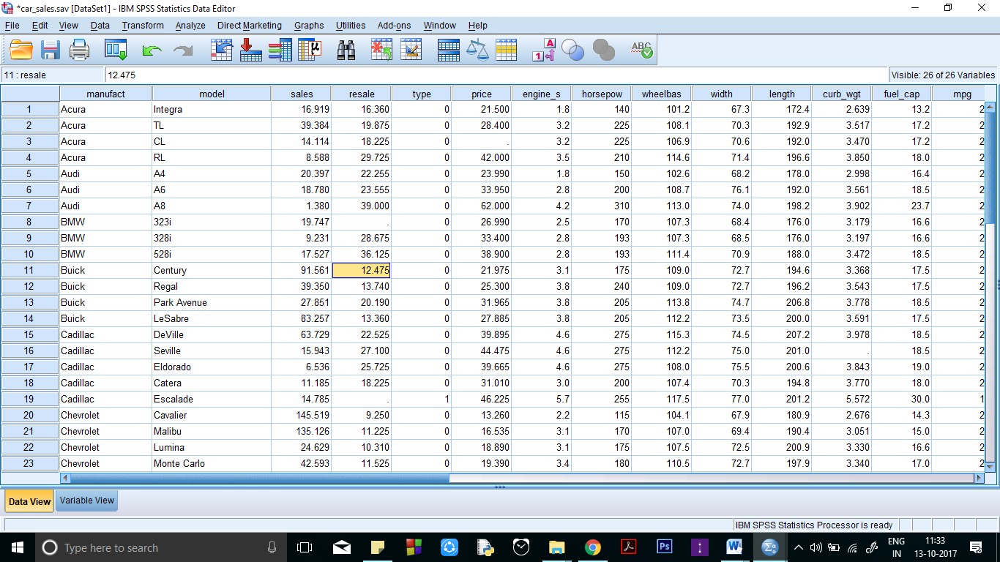 *car_sales.sav [DataSet1] - IBM SPSS Statistics Data Editor
File Edit View Data Transform Analyze Direct Marketing Graphs Utilities Add-ons Window Help
11 : resale 12.475 Visible: 26 of 26 Variables
manufact model sales resale type price engine_s horsepow wheelbas width length curb_wgt fuel_cap mpg
1 Acura Integra 16.919 16.360 0 21.500 1.8 140 101.2 67.3 172.4 2.639 13.2 2
2 Acura TL 39.384 19.875 0 28.400 3.2 225 108.1 70.3 192.9 3.517 17.2 2
3 Acura CL 14.114 18.225 0 . 3.2 225 106.9 70.6 192.0 3.470 17.2 2
4 Acura RL 8.588 29.725 0 42.000 3.5 210 114.6 71.4 196.6 3.850 18.0 2
5 Audi A4 20.397 22.255 0 23.990 1.8 150 102.6 68.2 178.0 2.998 16.4 2
6 Audi A6 18.780 23.555 0 33.950 2.8 200 108.7 76.1 192.0 3.561 18.5 2
7 Audi A8 1.380 39.000 0 62.000 4.2 310 113.0 74.0 198.2 3.902 23.7 2
8 BMW 323i 19.747 . 0 26.990 2.5 170 107.3 68.4 176.0 3.179 16.6 2
9 BMW 328i 9.231 28.675 0 33.400 2.8 193 107.3 68.5 176.0 3.197 16.6 2
10 BMW 528i 17.527 36.125 0 38.900 2.8 193 111.4 70.9 188.0 3.472 18.5 2
11 Buick Century 91.561 12.475 0 21.975 3.1 175 109.0 72.7 194.6 3.368 17.5 2
12 Buick Regal 39.350 13.740 0 25.300 3.8 240 109.0 72.7 196.2 3.543 17.5 2
13 Buick Park Avenue 27.851 20.190 0 31.965 3.8 205 113.8 74.7 206.8 3.778 18.5 2
14 Buick LeSabre 83.257 13.360 0 27.885 3.8 205 112.2 73.5 200.0 3.591 17.5 2
15 Cadillac DeVille 63.729 22.525 0 39.895 4.6 275 115.3 74.5 207.2 3.978 18.5 2
16 Cadillac Seville 15.943 27.100 0 44.475 4.6 275 112.2 75.0 201.0 . 18.5 2
17 Cadillac Eldorado 6.536 25.725 0 39.665 4.6 275 108.0 75.5 200.6 3.843 19.0 2
18 Cadillac Catera 11.185 18.225 0 31.010 3.0 200 107.4 70.3 194.8 3.770 18.0 2
19 Cadillac Escalade 14.785 . 1 46.225 5.7 255 117.5 77.0 201.2 5.572 30.0 1
20 Chevrolet Cavalier 145.519 9.250 0 13.260 2.2 115 104.1 67.9 180.9 2.676 14.3 2
21 Chevrolet Malibu 135.126 11.225 0 16.535 3.1 170 107.0 69.4 190.4 3.051 15.0 2
22 Chevrolet Lumina 24.629 10.310 0 18.890 3.1 175 107.5 72.5 200.9 3.330 16.6 2
23 Chevrolet Monte Carlo 42.593 11.525 0 19.390 3.4 180 110.5 72.7 197.9 3.340 17.0 2
Data View Variable View
IBM SPSS Statistics Processor is ready
Type here to search
ENG 11:33
IN 13-10-2017